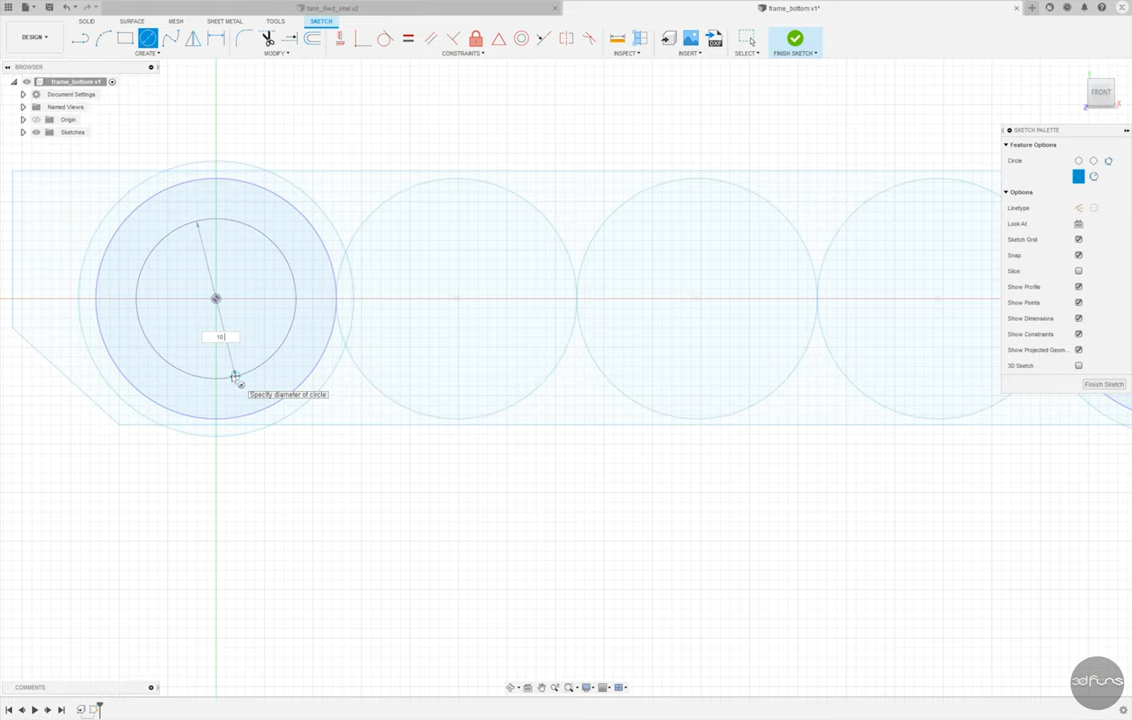 tank_fwd_skel v2
frame_bottom v1*
SOLID
SURFACE
MESH
SHEET METAL
TOOLS
SKETCH
DESIGN
CREATE
MODIFY
CONSTRAINTS
INSPECT
INSERT
DXF
SELECT
FINISH SKETCH
BROWSER
frame_bottom v1
Document Settings
Named Views
Origin
Sketches
FRONT
X
Z
SKETCH PALETTE
Feature Options
Circle
Options
Linetype
Look At
Sketch Grid
Snap
Slice
Show Profile
Show Points
Show Dimensions
Show Constraints
Show Projected Geom...
3D Sketch
Finish Sketch
10
Specify diameter of circle
COMMENTS
3dfuns